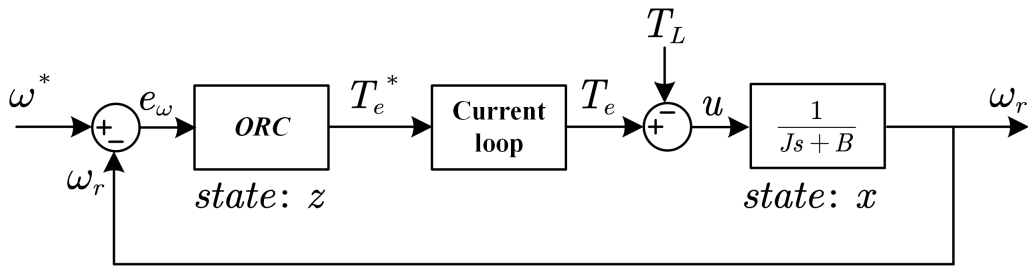 T_L
ω*
e_ω
ORC
T_e*
Current
loop
T_e
u
1
Js + B
ω_r
+
−
+
−
ω_r
state: z
state: x